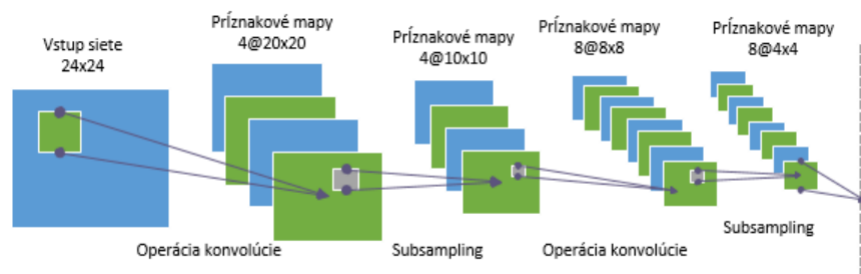 Vstup siete
24x24
Príznakové mapy
4@20x20
Príznakové mapy
4@10x10
Príznakové mapy
8@8x8
Príznakové mapy
8@4x4
Operácia konvolúcie
Subsampling
Operácia konvolúcie
Subsampling